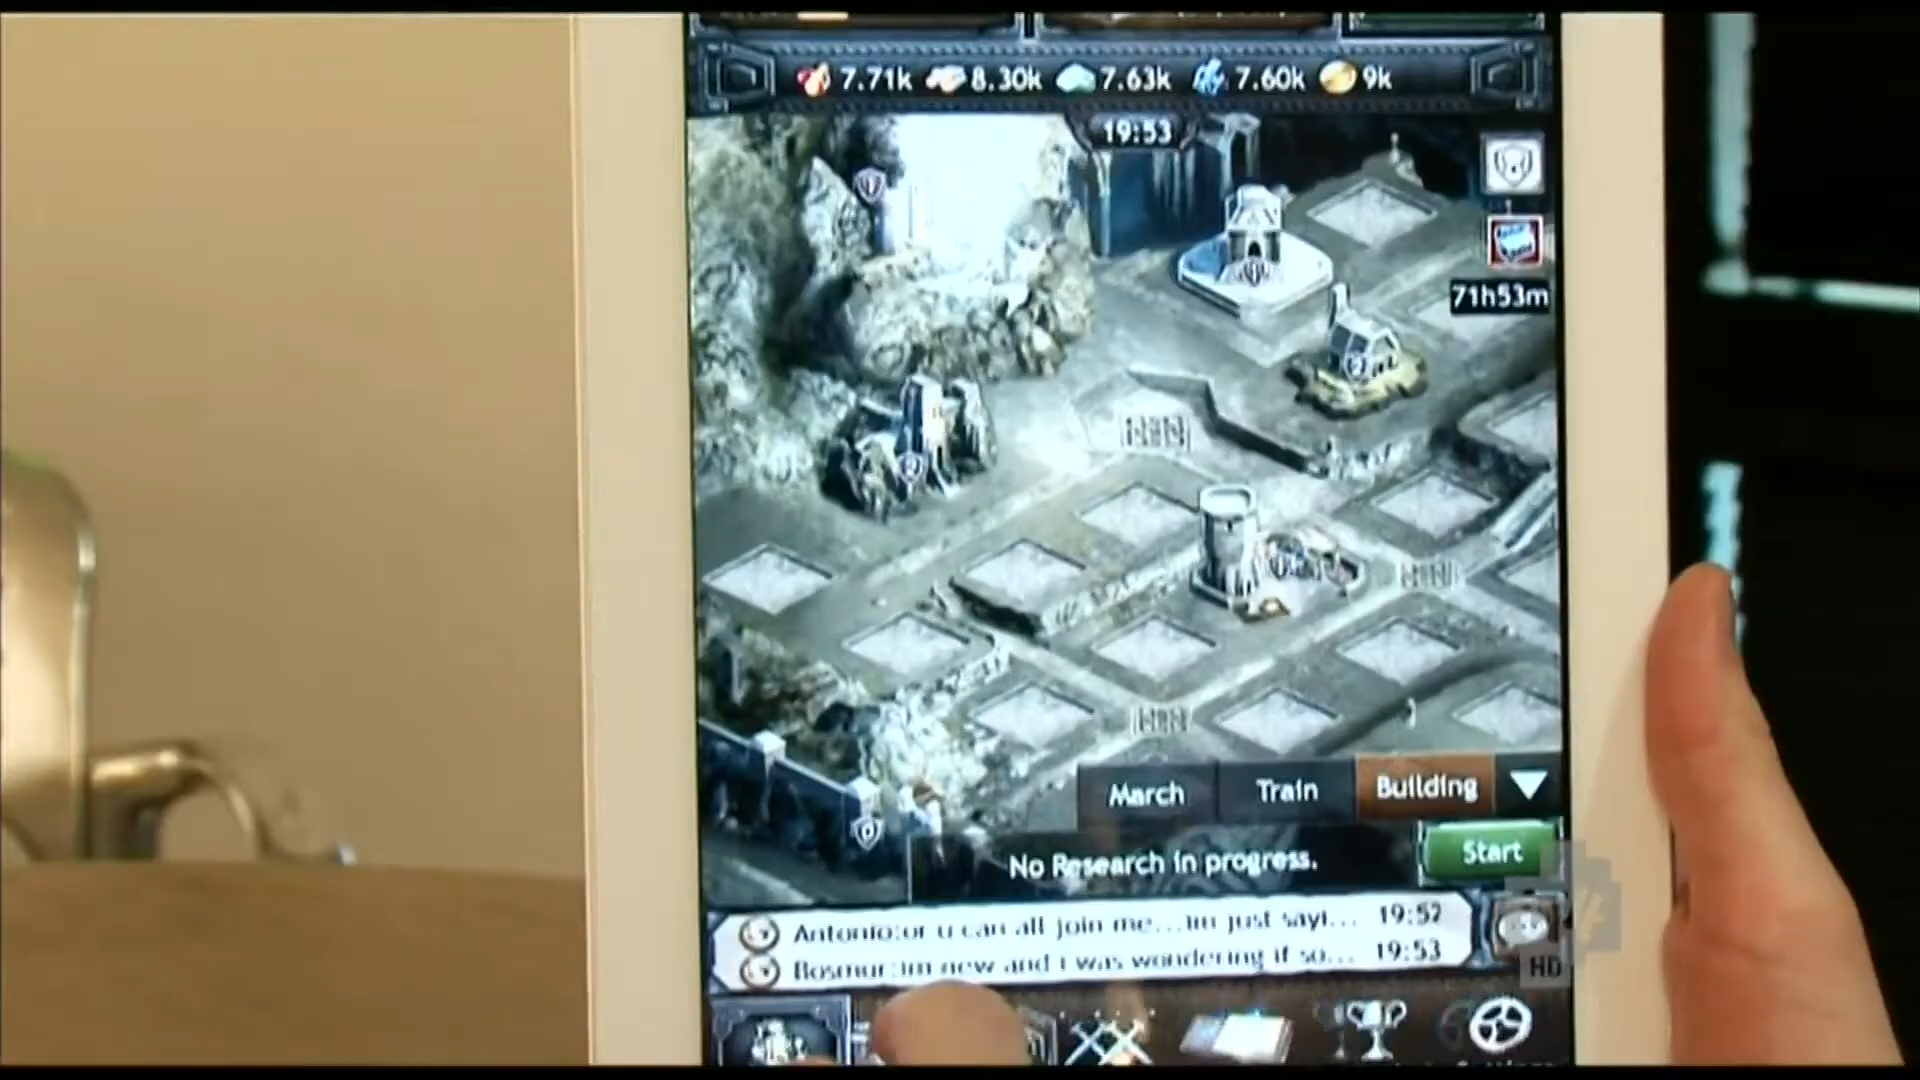 7.71k 8.30k 7.63k 7.60k 9k
19:53
71h53m
March Train Building
No Research in progress.
Start
Antonio:or u can all join me...im just sayi... 19:52
Bosmur:im new and i was wondering if so... 19:53
HD